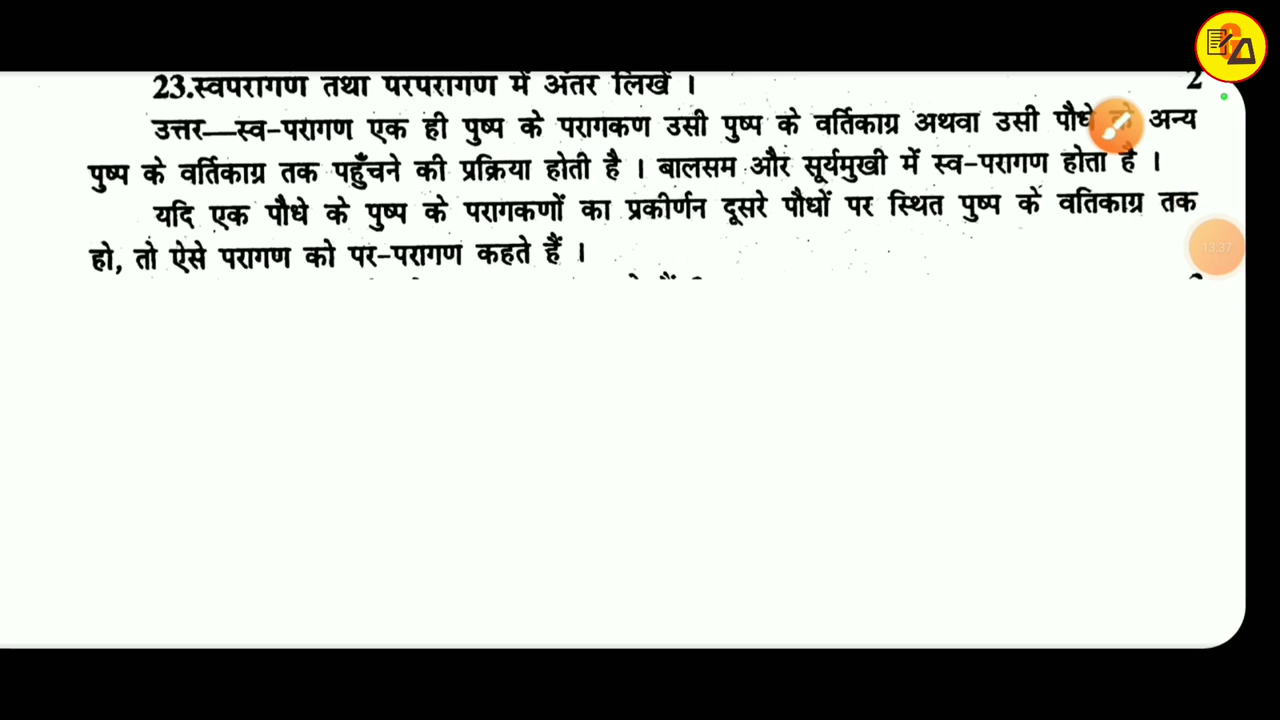 23.स्वपरागण तथा परपरागण में अंतर लिखें । 2
उत्तर—स्व-परागण एक ही पुष्प के परागकण उसी पुष्प के वर्तिकाग्र अथवा उसी पौधे के अन्य
पुष्प के वर्तिकाग्र तक पहुँचने की प्रक्रिया होती है । बालसम और सूर्यमुखी में स्व-परागण होता है ।
यदि एक पौधे के पुष्प के परागकणों का प्रकीर्णन दूसरे पौधों पर स्थित पुष्प के वतिकाग्र तक
हो, तो ऐसे परागण को पर-परागण कहते हैं ।
13:37